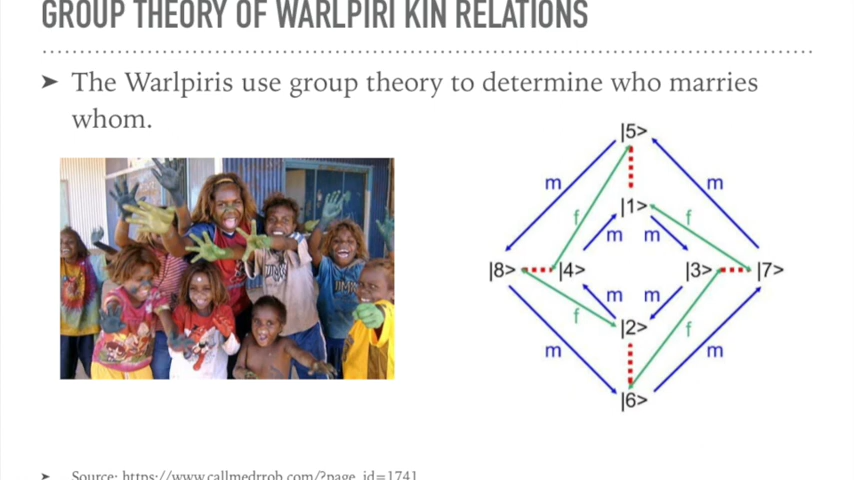 GROUP THEORY OF WARLPIRI KIN RELATIONS
➤ The Warlpiris use group theory to determine who marries
whom.
|5>
m
m
|1>
f
f
m
m
|8>
|4>
|3>
|7>
m
m
f
|2>
f
m
m
|6>
➤ Source: https://www.callmedrrob.com/?page_id=1741